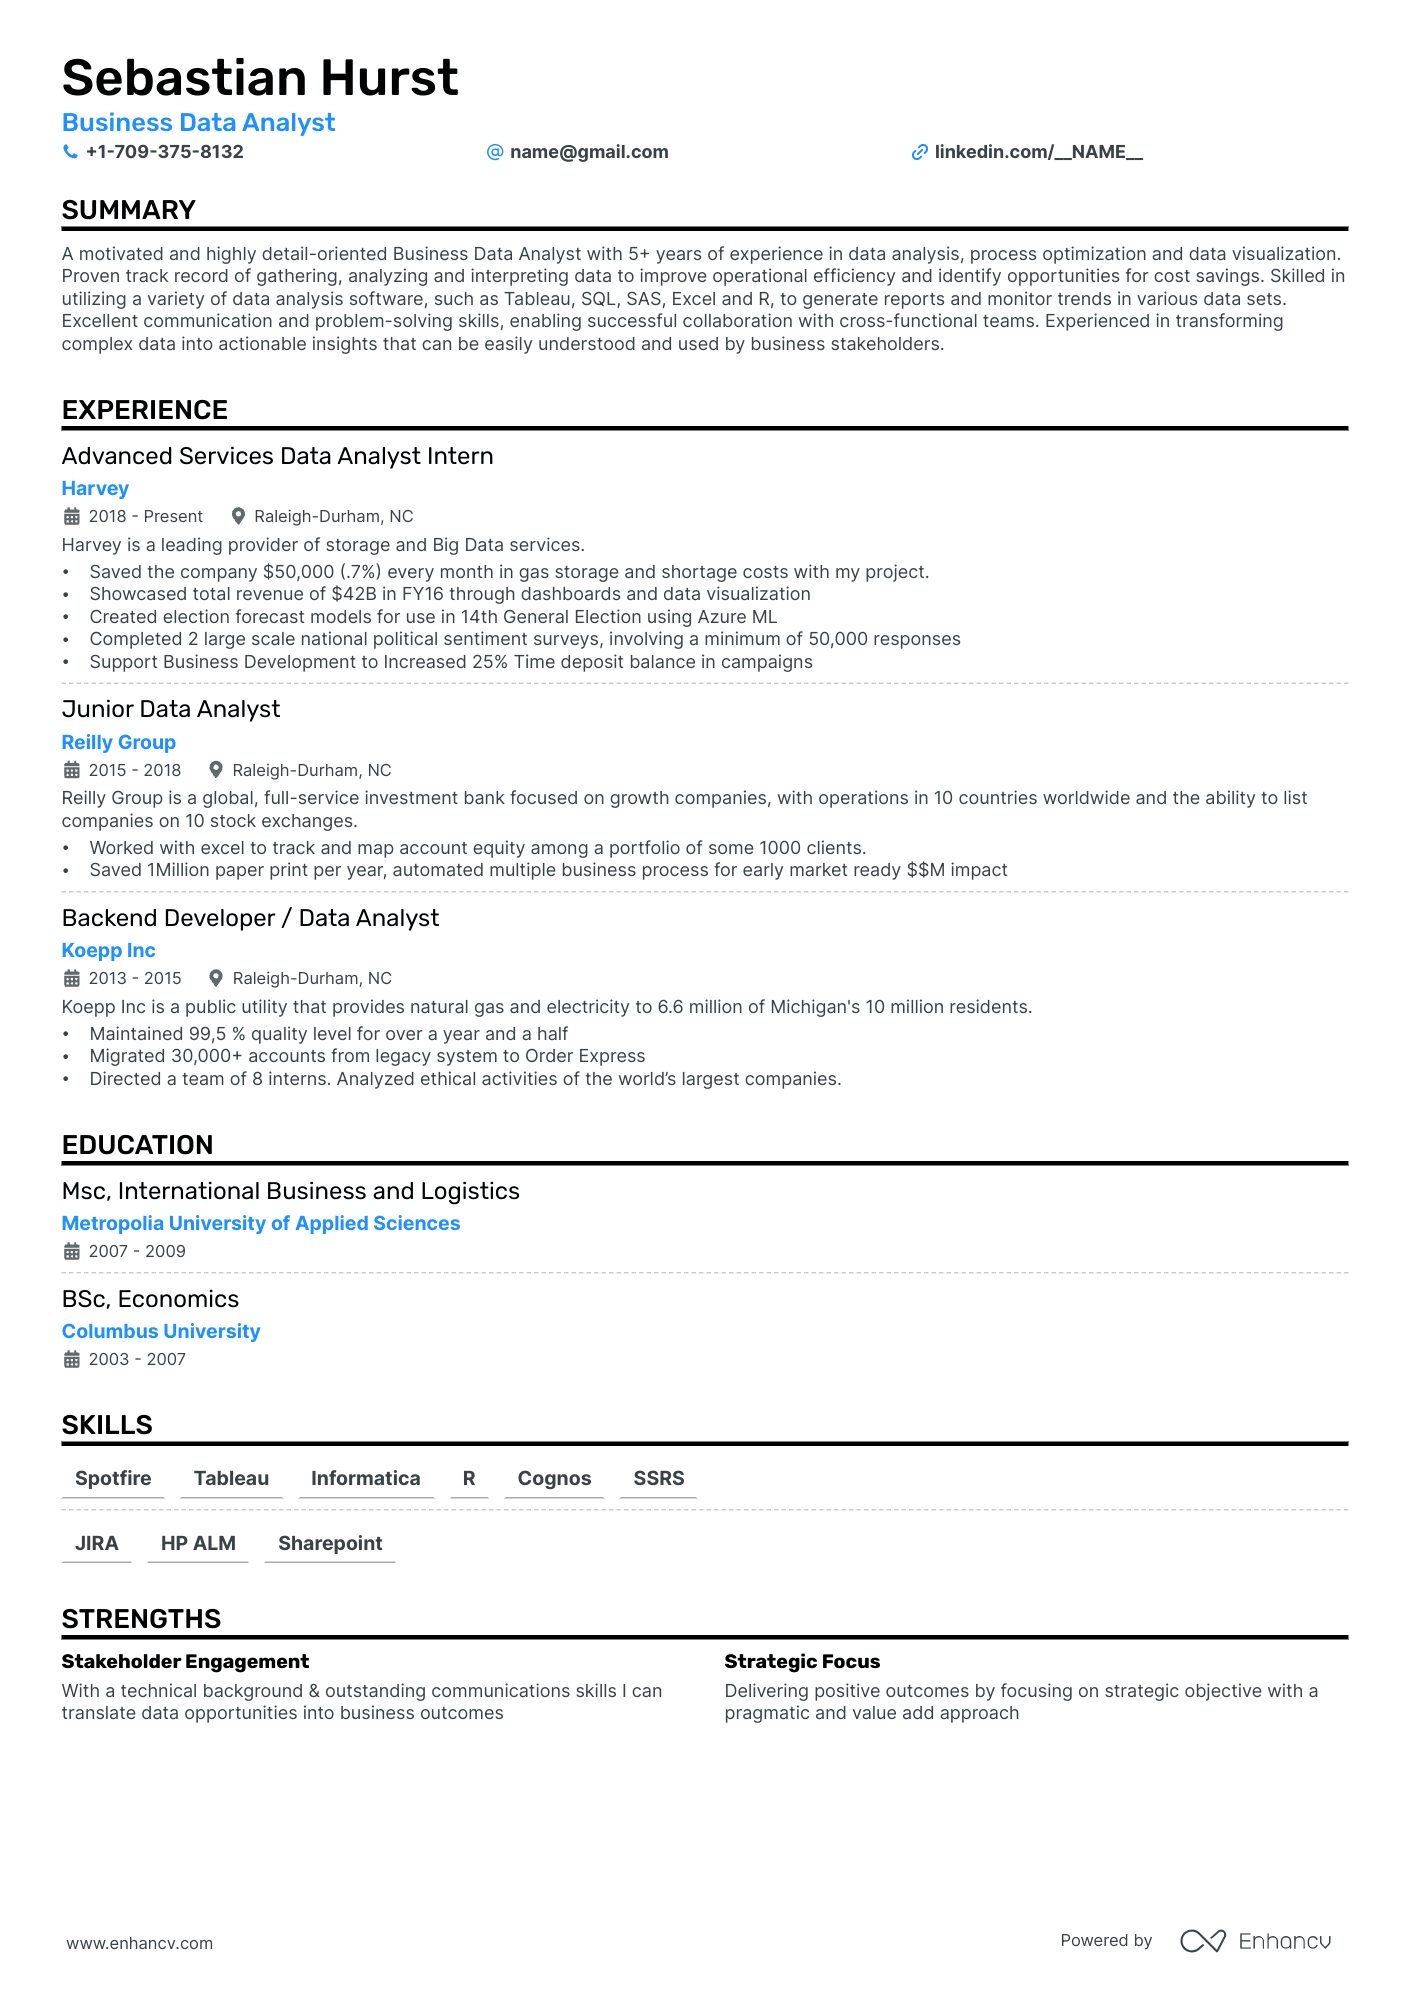 Sebastian Hurst
Business Data Analyst
+1-709-375-8132 name@gmail.com linkedin.com/__NAME__
SUMMARY
A motivated and highly detail-oriented Business Data Analyst with 5+ years of experience in data analysis, process optimization and data visualization.
Proven track record of gathering, analyzing and interpreting data to improve operational efficiency and identify opportunities for cost savings. Skilled in
utilizing a variety of data analysis software, such as Tableau, SQL, SAS, Excel and R, to generate reports and monitor trends in various data sets.
Excellent communication and problem-solving skills, enabling successful collaboration with cross-functional teams. Experienced in transforming
complex data into actionable insights that can be easily understood and used by business stakeholders.
EXPERIENCE
Advanced Services Data Analyst Intern
Harvey
2018 - Present Raleigh-Durham, NC
Harvey is a leading provider of storage and Big Data services.
• Saved the company $50,000 (.7%) every month in gas storage and shortage costs with my project.
• Showcased total revenue of $42B in FY16 through dashboards and data visualization
• Created election forecast models for use in 14th General Election using Azure ML
• Completed 2 large scale national political sentiment surveys, involving a minimum of 50,000 responses
• Support Business Development to Increased 25% Time deposit balance in campaigns
Junior Data Analyst
Reilly Group
2015 - 2018 Raleigh-Durham, NC
Reilly Group is a global, full-service investment bank focused on growth companies, with operations in 10 countries worldwide and the ability to list
companies on 10 stock exchanges.
• Worked with excel to track and map account equity among a portfolio of some 1000 clients.
• Saved 1Million paper print per year, automated multiple business process for early market ready $$M impact
Backend Developer / Data Analyst
Koepp Inc
2013 - 2015 Raleigh-Durham, NC
Koepp Inc is a public utility that provides natural gas and electricity to 6.6 million of Michigan's 10 million residents.
• Maintained 99,5 % quality level for over a year and a half
• Migrated 30,000+ accounts from legacy system to Order Express
• Directed a team of 8 interns. Analyzed ethical activities of the world’s largest companies.
EDUCATION
Msc, International Business and Logistics
Metropolia University of Applied Sciences
2007 - 2009
BSc, Economics
Columbus University
2003 - 2007
SKILLS
Spotfire Tableau Informatica R Cognos SSRS
JIRA HP ALM Sharepoint
STRENGTHS
Stakeholder Engagement
With a technical background & outstanding communications skills I can
translate data opportunities into business outcomes
Strategic Focus
Delivering positive outcomes by focusing on strategic objective with a
pragmatic and value add approach
www.enhancv.com
Powered by Enhancv